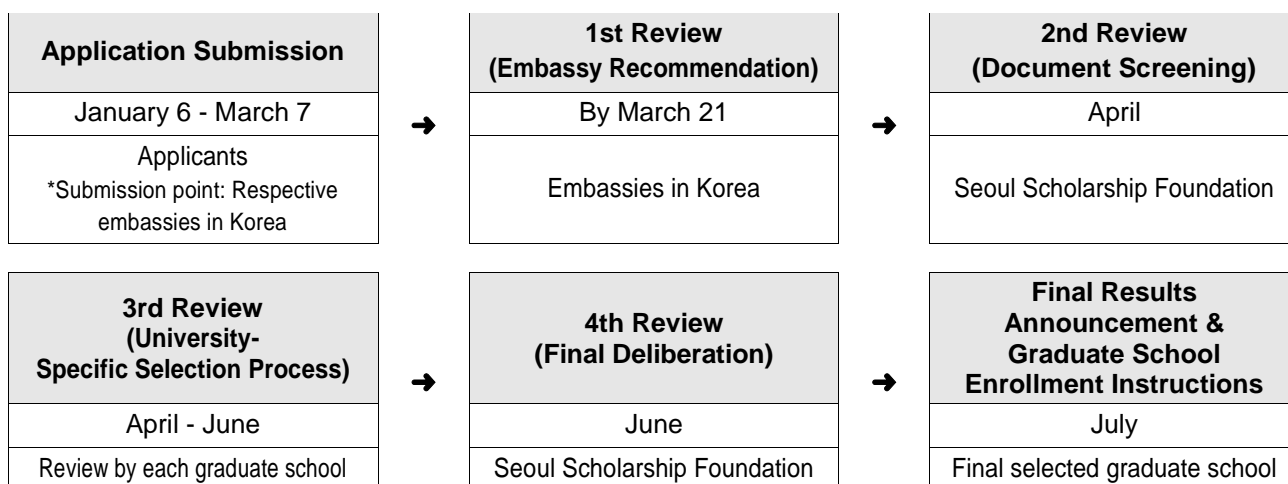 Application Submission
January 6 - March 7
Applicants
*Submission point: Respective
embassies in Korea
➜
1st Review
(Embassy Recommendation)
By March 21
Embassies in Korea
➜
2nd Review
(Document Screening)
April
Seoul Scholarship Foundation
3rd Review
(University-
Specific Selection Process)
April - June
Review by each graduate school
➜
4th Review
(Final Deliberation)
June
Seoul Scholarship Foundation
➜
Final Results
Announcement &
Graduate School
Enrollment Instructions
July
Final selected graduate school